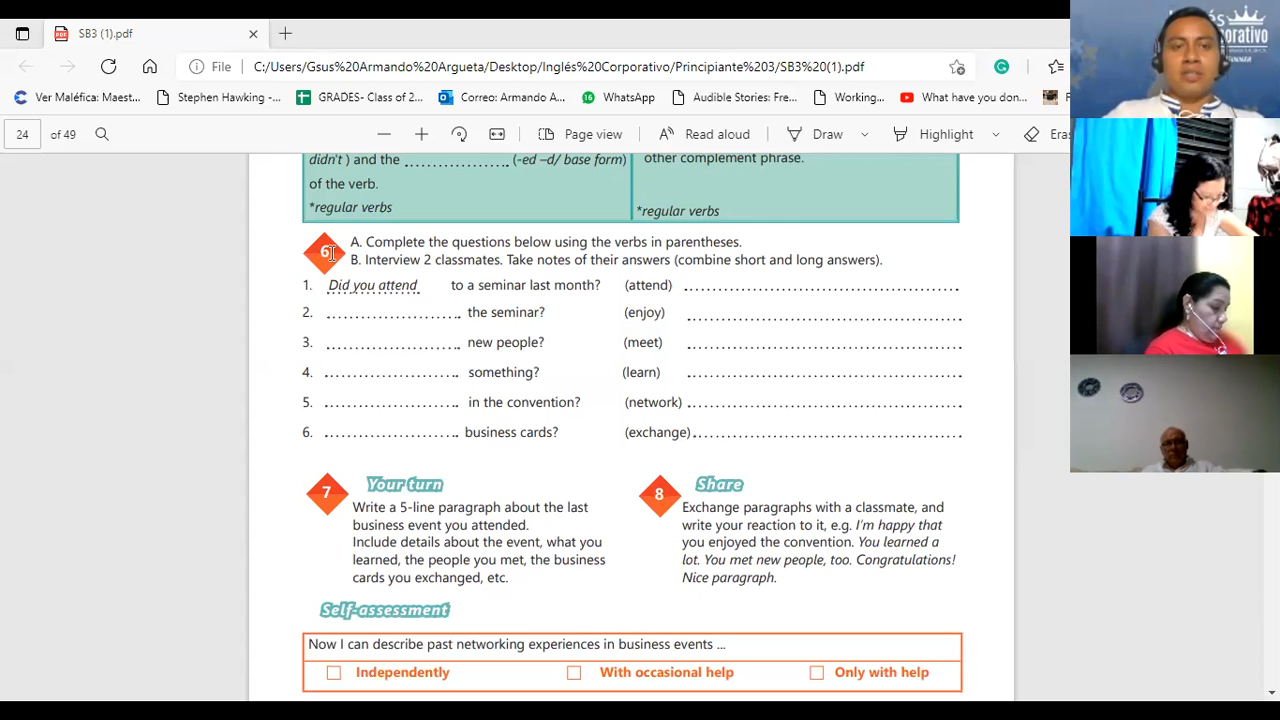 SB3 (1).pdf
File
C:/Users/Gsus%20Armando%20Argueta/Desktop/Inglés%20Corporativo/Principiante%203/SB3%20(1).pdf
Ver Maléfica: Maest...
Stephen Hawking -...
GRADES- Class of 2...
Correo: Armando A...
WhatsApp
Audible Stories: Fre...
Working...
What have you don...
24 of 49
Page view
Read aloud
Draw
Highlight
Eras
didn't ) and the ......................... (-ed –d/ base form)
of the verb.
*regular verbs
other complement phrase.
*regular verbs
6
A. Complete the questions below using the verbs in parentheses.
B. Interview 2 classmates. Take notes of their answers (combine short and long answers).
1. Did you attend to a seminar last month? (attend)
2. ......................... the seminar? (enjoy)
3. ......................... new people? (meet)
4. ......................... something? (learn)
5. ......................... in the convention? (network)
6. ......................... business cards? (exchange)
7 Your turn
Write a 5-line paragraph about the last
business event you attended.
Include details about the event, what you
learned, the people you met, the business
cards you exchanged, etc.
8 Share
Exchange paragraphs with a classmate, and
write your reaction to it, e.g. I'm happy that
you enjoyed the convention. You learned a
lot. You met new people, too. Congratulations!
Nice paragraph.
Self-assessment
Now I can describe past networking experiences in business events ...
Independently
With occasional help
Only with help